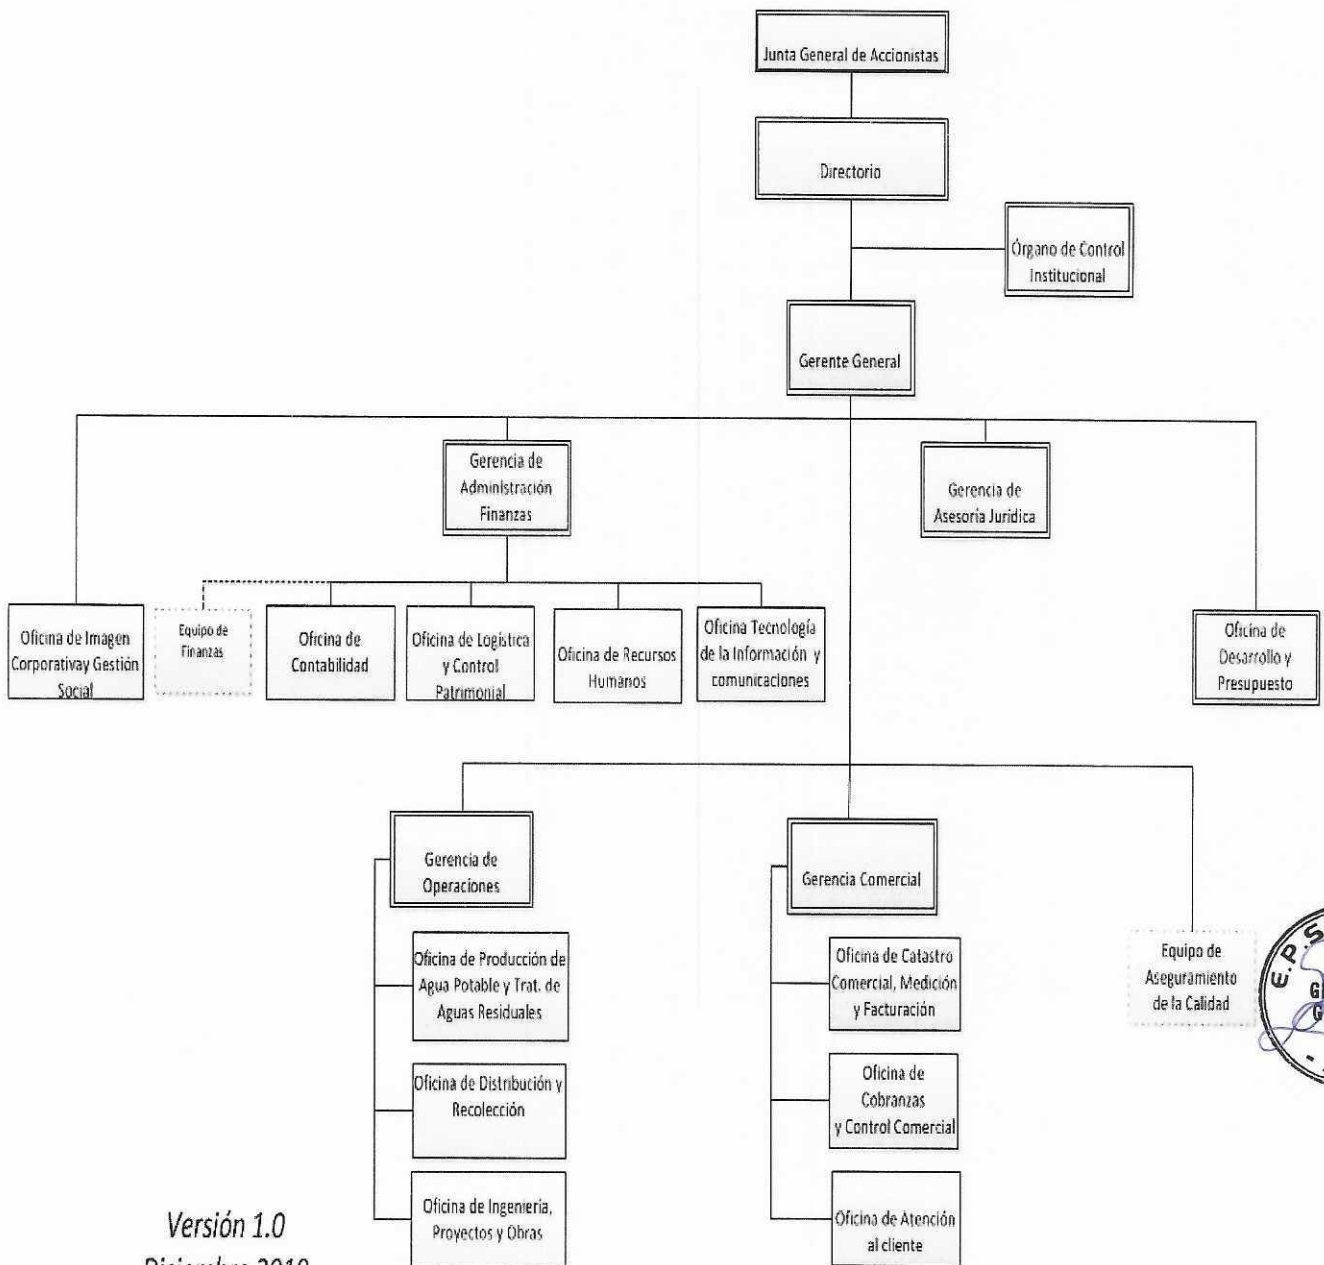 Junta General de Accionistas
Directorio
Órgano de Control
Institucional
Gerente General
Gerencia de
Administración
Finanzas
Gerencia de
Asesoría Jurídica
Oficina de Imagen
Corporativay Gestión
Social
Equipo de
Finanzas
Oficina de
Contabilidad
Oficina de Logística
y Control
Patrimonial
Oficina de Recursos
Humanos
Oficina Tecnología
de la Información y
comunicaciones
Oficina de
Desarrollo y
Presupuesto
Gerencia de
Operaciones
Gerencia Comercial
Oficina de Producción de
Agua Potable y Trat. de
Aguas Residuales
Oficina de Catastro
Comercial, Medición
y Facturación
Equipo de
Aseguramiento
de la Calidad
E.P.S
Oficina de Distribución y
Recolección
Oficina de
Cobranzas
y Control Comercial
Oficina de Ingeniería,
Proyectos y Obras
Oficina de Atención
al cliente
Versión 1.0